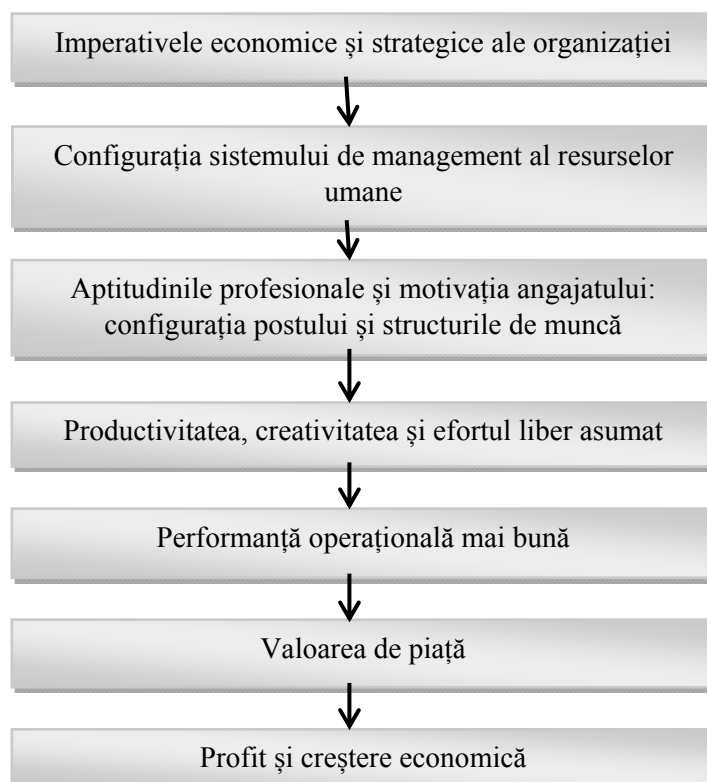 Imperativele economice și strategice ale organizației
Configurația sistemului de management al resurselor
umane
Aptitudinile profesionale și motivația angajatului:
configurația postului și structurile de muncă
Productivitatea, creativitatea și efortul liber asumat
Performanță operațională mai bună
Valoarea de piață
Profit și creștere economică